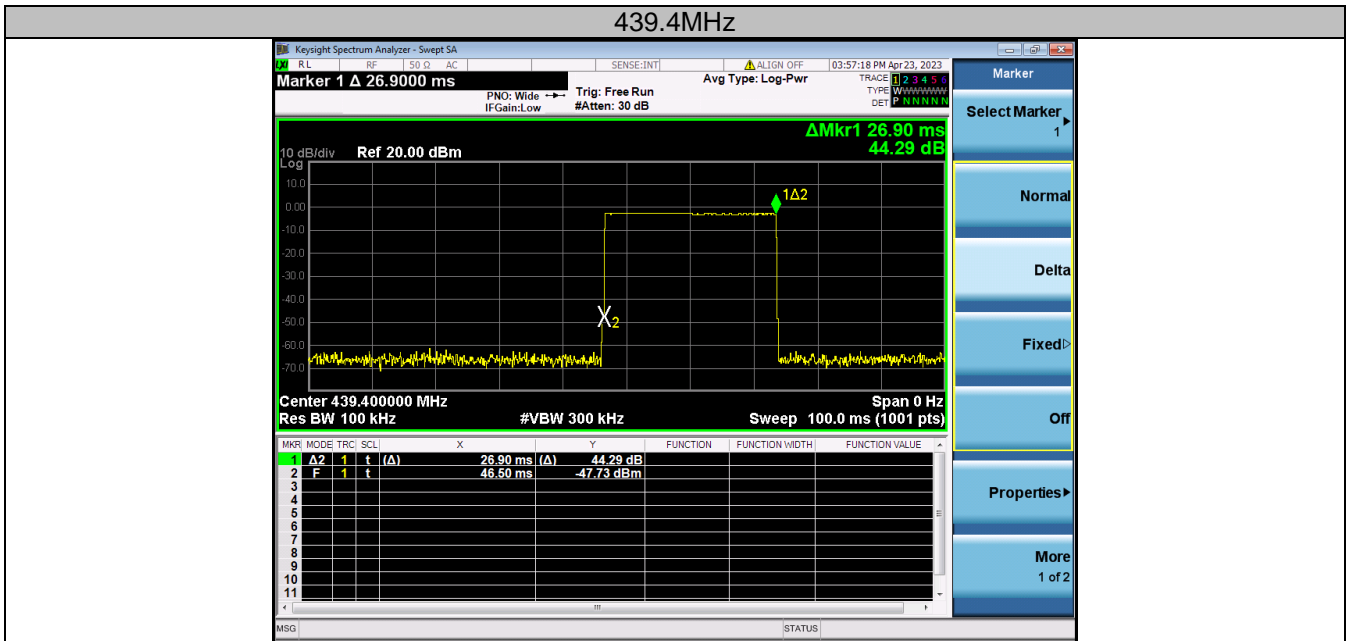 439.4MHz
Keysight Spectrum Analyzer - Swept SA
LXI RL RF 50 Ω AC SENSE:INT ALIGN OFF 03:57:18 PM Apr 23, 2023
Marker 1 Δ 26.9000 ms
PNO: Wide
IFGain:Low
Trig: Free Run
#Atten: 30 dB
Avg Type: Log-Pwr
TRACE 1 2 3 4 5 6
TYPE WWWWWW
DET P N N N N N
ΔMkr1 26.90 ms
44.29 dB
10 dB/div Ref 20.00 dBm
Log
10.0
0.00
-10.0
-20.0
-30.0
-40.0
-50.0
-60.0
-70.0
1Δ2
X2
Center 439.400000 MHz Span 0 Hz
Res BW 100 kHz #VBW 300 kHz Sweep 100.0 ms (1001 pts)
MKR MODE TRC SCL X Y FUNCTION FUNCTION WIDTH FUNCTION VALUE
1 Δ2 1 t (Δ) 26.90 ms (Δ) 44.29 dB
2 F 1 t 46.50 ms -47.73 dBm
3
4
5
6
7
8
9
10
11
MSG STATUS
Marker
Select Marker
1
Normal
Delta
Fixed
Off
Properties
More
1 of 2